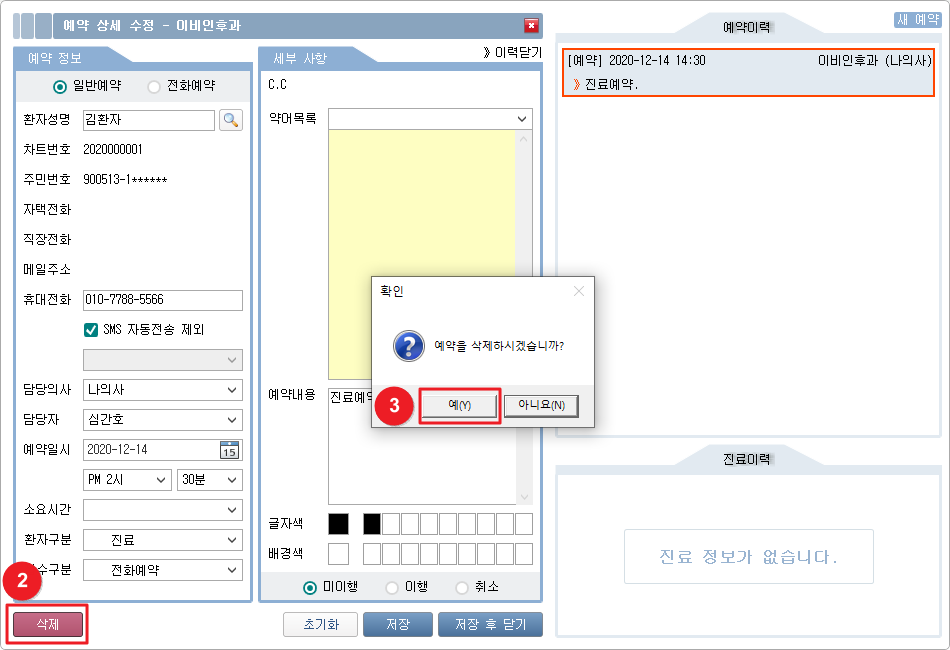 예약 상세 수정 - 이비인후과
예약 정보
일반예약 전화예약
환자성명 김환자
차트번호 2020000001
주민번호 900513-1******
자택전화
직장전화
메일주소
휴대전화 010-7788-5566
SMS 자동전송 제외
담당의사 나의사
담당자 심간호
예약일시 2020-12-14 15
PM 2시 30분
소요시간
환자구분 진료
수구분 전화예약
2
삭제
세부 사항
》이력닫기
C.C
약어목록
예약내용 진료예약
글자색
배경색
미이행 이행 취소
초기화 저장 저장 후 닫기
확인
예약을 삭제하시겠습니까?
3
예(Y) 아니요(N)
새 예약
예약이력
[예약] 2020-12-14 14:30 이비인후과 (나의사)
》진료예약.
진료이력
진료 정보가 없습니다.